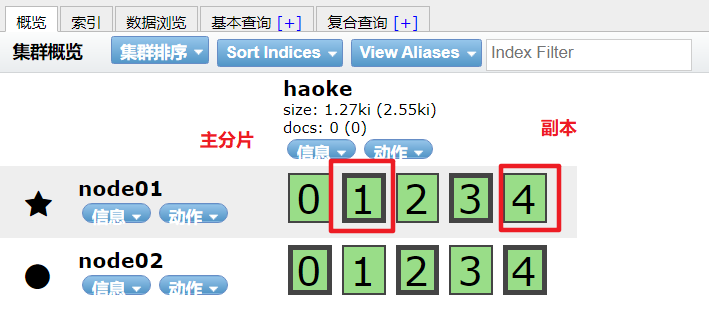 概览 索引 数据浏览 基本查询 [+] 复合查询 [+]
集群概览 集群排序 Sort Indices View Aliases Index Filter
haoke
size: 1.27ki (2.55ki)
docs: 0 (0)
主分片 副本
信息 动作
node01 0 1 2 3 4
信息 动作
node02 0 1 2 3 4
信息 动作